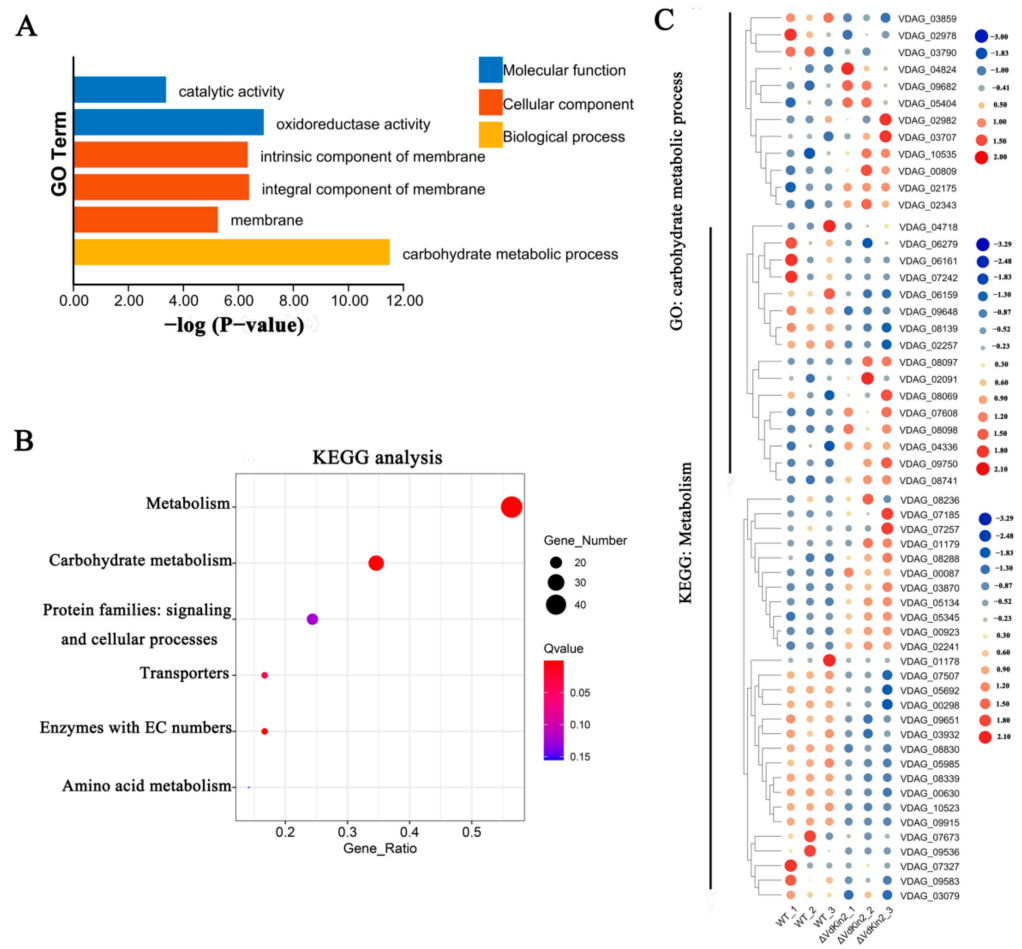 A
GO Term
catalytic activity
oxidoreductase activity
intrinsic component of membrane
integral component of membrane
membrane
carbohydrate metabolic process
Molecular function
Cellular component
Biological process
0.00 2.00 4.00 6.00 8.00 10.00 12.00
−log (P−value)
B
KEGG analysis
Metabolism
Carbohydrate metabolism
Protein families: signaling
and cellular processes
Transporters
Enzymes with EC numbers
Amino acid metabolism
0.2 0.3 0.4 0.5
Gene_Ratio
Gene_Number
20
30
40
Qvalue
0.05
0.10
0.15
C
GO: carbohydrate metabolic process
KEGG: Metabolism
VDAG_03859
VDAG_02978
VDAG_03790
VDAG_04824
VDAG_09682
VDAG_05404
VDAG_02982
VDAG_03707
VDAG_10535
VDAG_00809
VDAG_02175
VDAG_02343
VDAG_04718
VDAG_06279
VDAG_06161
VDAG_07242
VDAG_06159
VDAG_09648
VDAG_08139
VDAG_02257
VDAG_08097
VDAG_02091
VDAG_08069
VDAG_07608
VDAG_08098
VDAG_04336
VDAG_09750
VDAG_08741
VDAG_08236
VDAG_07185
VDAG_07257
VDAG_01179
VDAG_08288
VDAG_00087
VDAG_03870
VDAG_05134
VDAG_05345
VDAG_00923
VDAG_02241
VDAG_01178
VDAG_07507
VDAG_05692
VDAG_00298
VDAG_09651
VDAG_03932
VDAG_08830
VDAG_05985
VDAG_08339
VDAG_00630
VDAG_10523
VDAG_09915
VDAG_07673
VDAG_09536
VDAG_07327
VDAG_09583
VDAG_03079
WT_1 WT_2 WT_3 ΔVdKin2_1 ΔVdKin2_2 ΔVdKin2_3
−3.00
−1.83
−1.00
−0.41
0.50
1.00
1.50
2.00
−3.29
−2.48
−1.83
−1.30
−0.87
−0.52
−0.23
0.30
0.60
0.90
1.20
1.50
1.80
2.10
−3.29
−2.48
−1.83
−1.30
−0.87
−0.52
−0.23
0.30
0.60
0.90
1.20
1.50
1.80
2.10